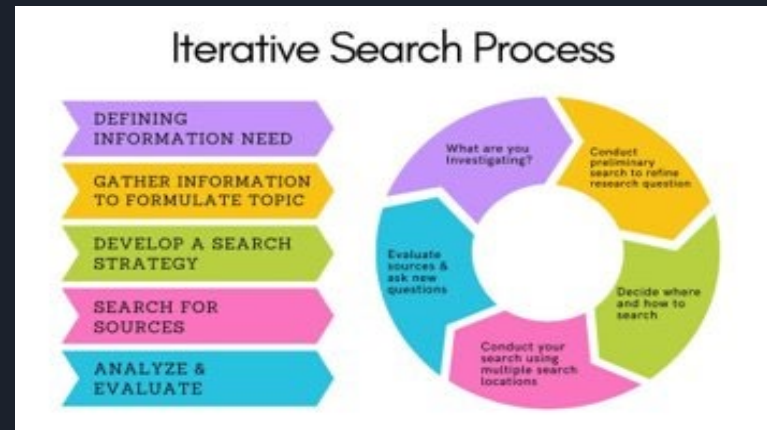 Iterative Search Process
DEFINING
INFORMATION NEED
GATHER INFORMATION
TO FORMULATE TOPIC
DEVELOP A SEARCH
STRATEGY
SEARCH FOR
SOURCES
ANALYZE &
EVALUATE
What are you
Investigating?
Conduct
preliminary
search to refine
research question
Decide where
and how to
search
Conduct your
search using
multiple search
locations
Evaluate
sources &
ask new
questions